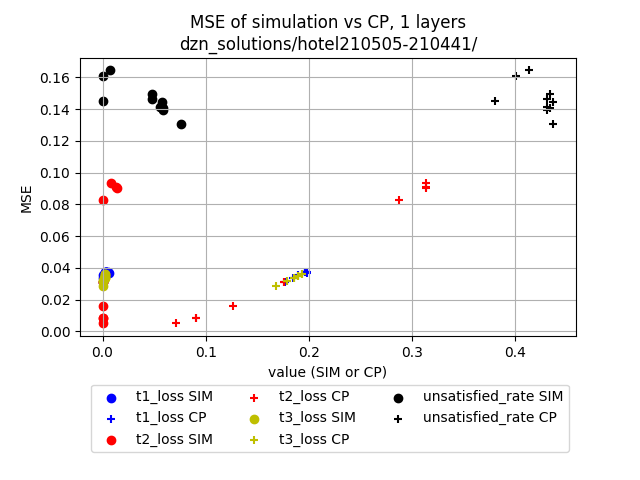 MSE of simulation vs CP, 1 layers
dzn_solutions/hotel210505-210441/
0.16
0.14
0.12
0.10
0.08
0.06
0.04
0.02
0.00
MSE
0.0 0.1 0.2 0.3 0.4
value (SIM or CP)
t1_loss SIM t2_loss CP unsatisfied_rate SIM
t1_loss CP t3_loss SIM unsatisfied_rate CP
t2_loss SIM t3_loss CP